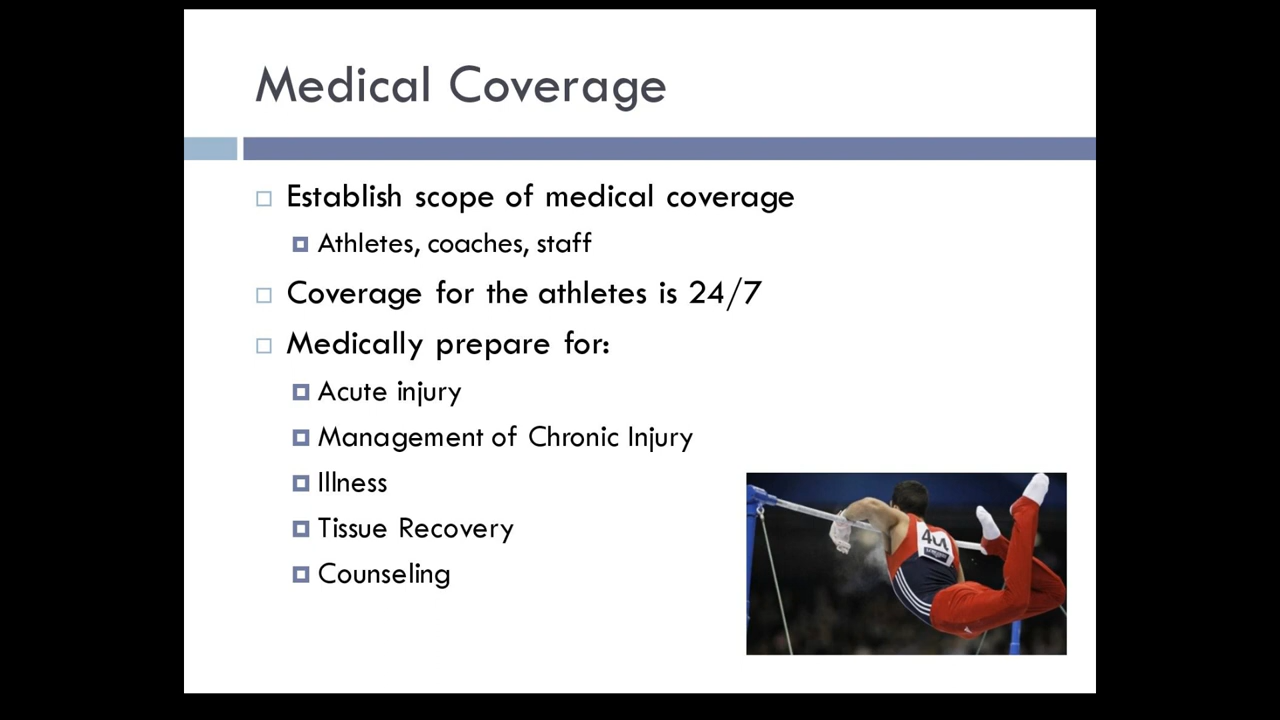 Medical Coverage
Establish scope of medical coverage
Athletes, coaches, staff
Coverage for the athletes is 24/7
Medically prepare for:
Acute injury
Management of Chronic Injury
Illness
Tissue Recovery
Counseling